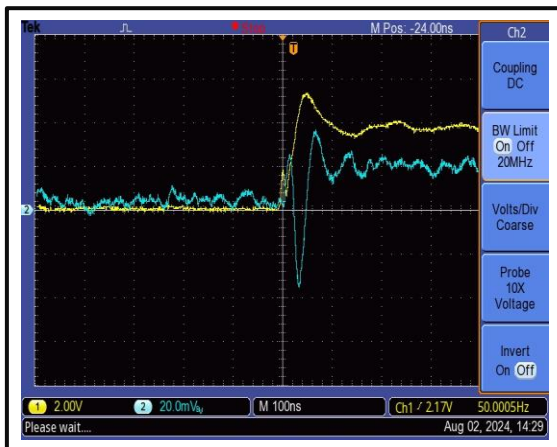 Tek
M Pos: -24.00ns
Ch2
T
Coupling
DC
BW Limit
On Off
20MHz
Volts/Div
Coarse
2
Probe
10X
Voltage
Invert
On Off
1 2.00V
2 20.0mV
M 100ns
Ch1 / 2.17V
50.0005Hz
Please wait....
Aug 02, 2024, 14:29